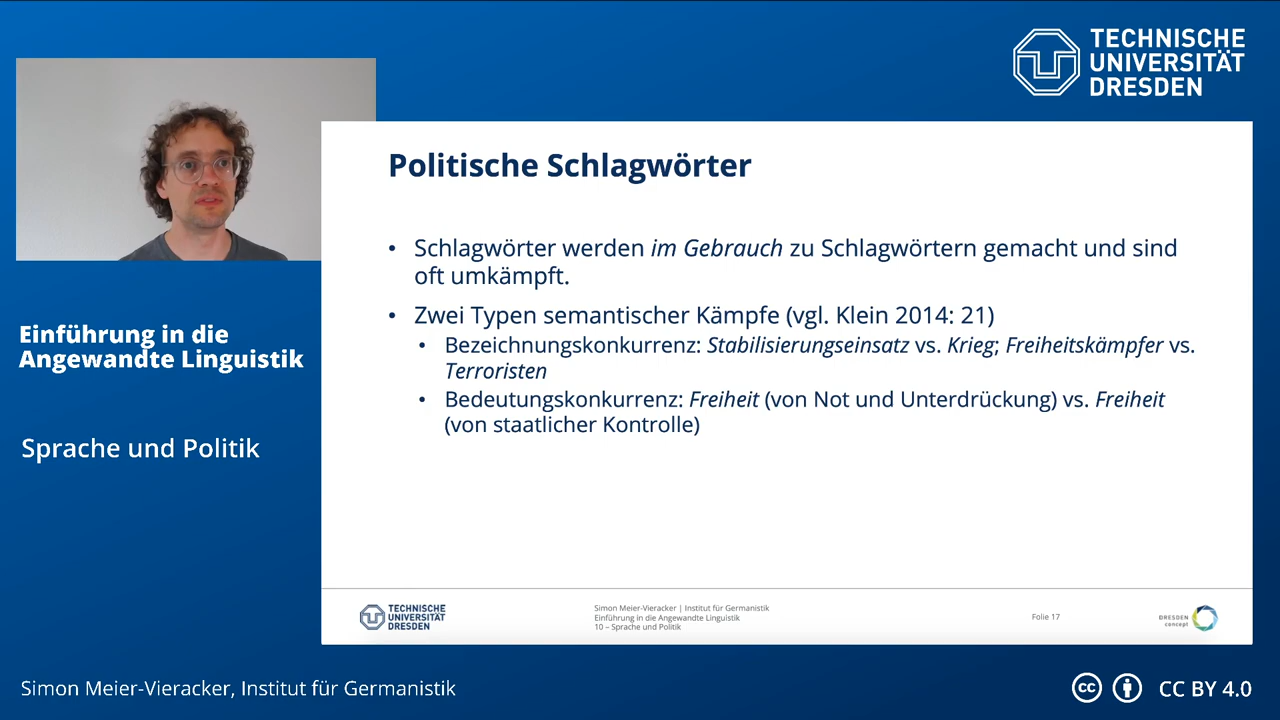 TECHNISCHE
UNIVERSITÄT
DRESDEN
Politische Schlagwörter
• Schlagwörter werden im Gebrauch zu Schlagwörtern gemacht und sind
oft umkämpft.
• Zwei Typen semantischer Kämpfe (vgl. Klein 2014: 21)
• Bezeichnungskonkurrenz: Stabilisierungseinsatz vs. Krieg; Freiheitskämpfer vs.
Terroristen
• Bedeutungskonkurrenz: Freiheit (von Not und Unterdrückung) vs. Freiheit
(von staatlicher Kontrolle)
Einführung in die
Angewandte Linguistik
Sprache und Politik
TECHNISCHE
UNIVERSITÄT
DRESDEN
Simon Meier-Vieracker | Institut für Germanistik
Einführung in die Angewandte Linguistik
10 – Sprache und Politik
Folie 17
DRESDEN
concept
Simon Meier-Vieracker, Institut für Germanistik
cc
CC BY 4.0